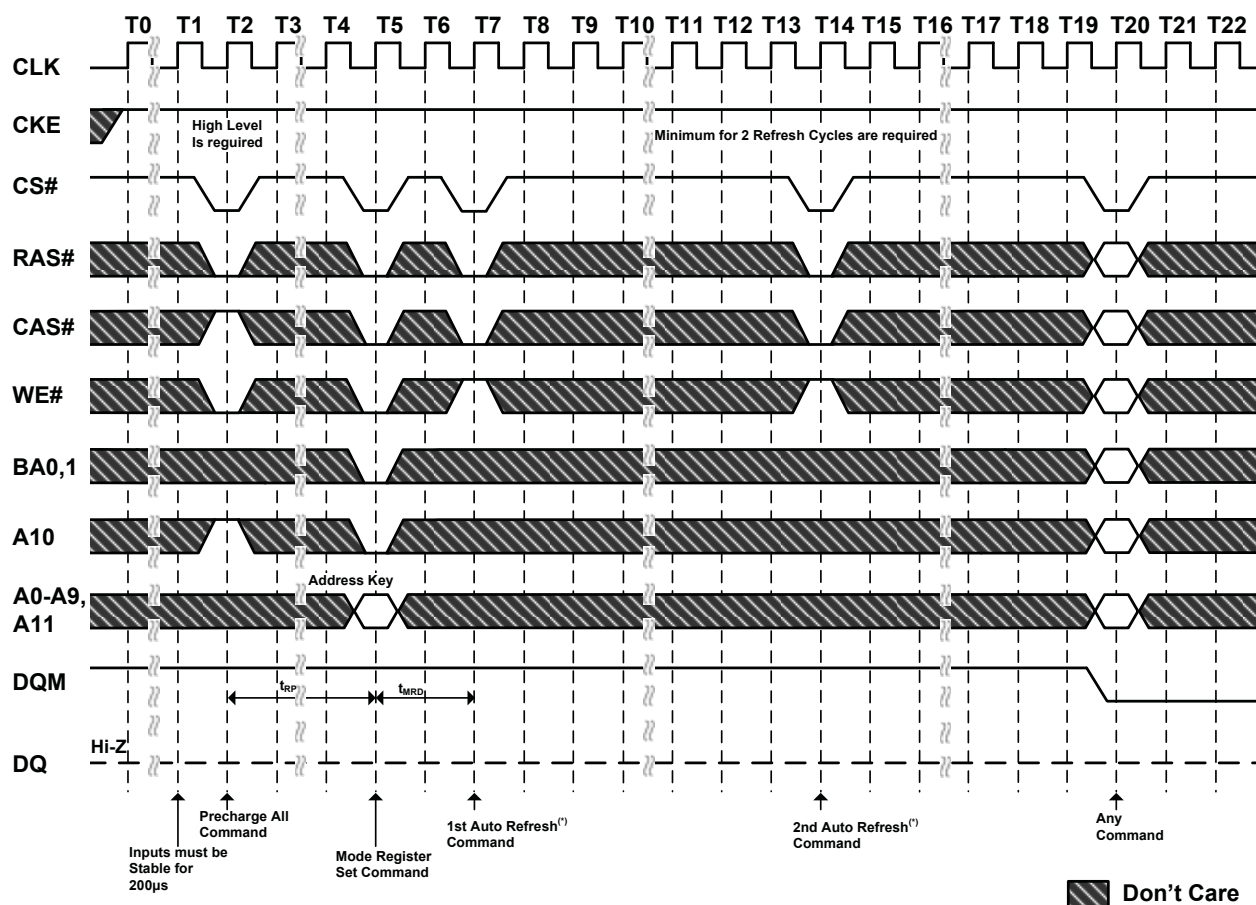 T0 T1 T2 T3 T4 T5 T6 T7 T8 T9 T10 T11 T12 T13 T14 T15 T16 T17 T18 T19 T20 T21 T22
CLK
CKE
High Level
Is reguired
Minimum for 2 Refresh Cycles are required
CS#
RAS#
CAS#
WE#
BA0,1
A10
Address Key
A0-A9,
A11
DQM
tRP
tMRD
Hi-Z
DQ
Inputs must be
Stable for
200µs
Precharge All
Command
Mode Register
Set Command
1st Auto Refresh(*)
Command
2nd Auto Refresh(*)
Command
Any
Command
Don't Care